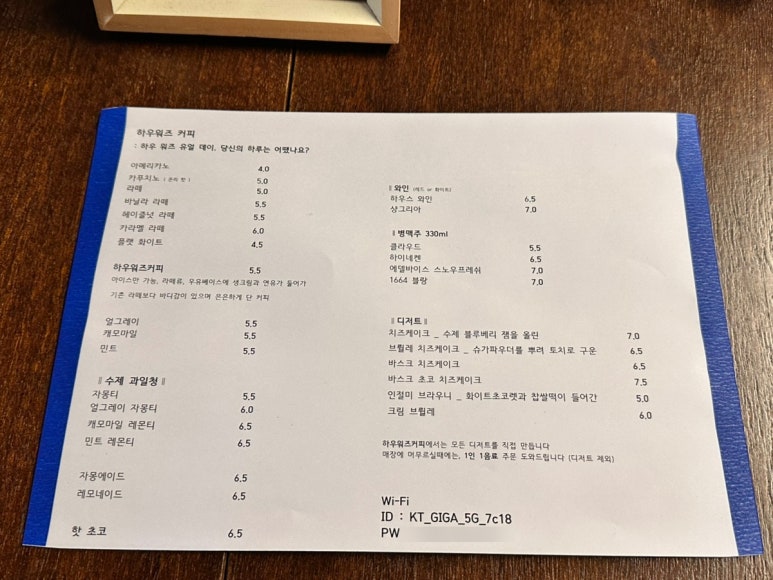 하우워즈 커피
: 하우 워즈 유얼 데이, 당신의 하루는 어땠나요?
아메리카노 4.0
카푸치노 ( 온리 핫 ) 5.0
라떼 5.0
바닐라 라떼 5.5
헤이즐넛 라떼 5.5
카라멜 라떼 6.0
플랫 화이트 4.5
하우워즈커피 5.5
아이스만 가능, 라떼류, 우유베이스에 생크림과 연유가 들어가
기존 라떼보다 바디감이 있으며 은은하게 단 커피
얼그레이 5.5
캐모마일 5.5
민트 5.5
‖ 수제 과일청 ‖
자몽티 5.5
얼그레이 자몽티 6.0
캐모마일 레몬티 6.5
민트 레몬티 6.5
자몽에이드 6.5
레모네이드 6.5
핫 초코 6.5
‖ 와인 (레드 or 화이트)
하우스 와인 6.5
샹그리아 7.0
‖ 병맥주 330ml
클라우드 5.5
하이네켄 6.5
에델바이스 스노우프레쉬 7.0
1664 블랑 7.0
‖ 디저트 ‖
치즈케이크 _ 수제 블루베리 잼을 올린 7.0
브륄레 치즈케이크 _ 슈가파우더를 뿌려 토치로 구운 6.5
바스크 치즈케이크 6.5
바스크 초코 치즈케이크 7.5
인절미 브라우니 _ 화이트초코렛과 찹쌀떡이 들어간 5.0
크림 브륄레 6.0
하우워즈커피에서는 모든 디저트를 직접 만듭니다
매장에 머무르실때에는, 1인 1음료 주문 도와드립니다 (디저트 제외)
Wi-Fi
ID : KT_GIGA_5G_7c18
PW